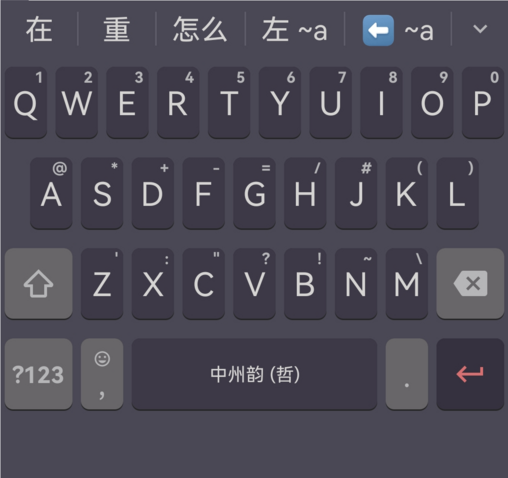 在 重 怎么 左 ~a ⬅️ ~a
1 2 3 4 5 6 7 8 9 0
Q W E R T Y U I O P
@ * + - = / # ( )
A S D F G H J K L
' : " ? ! ~ \
Z X C V B N M
?123 , 中州韵 (哲) .